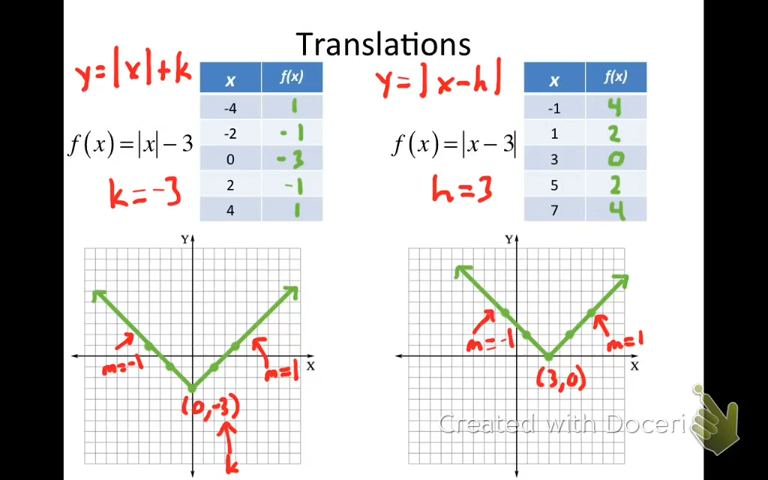 Translations
y=|x|+k
x f(x)
-4 1
-2 -1
0 -3
2 -1
4 1
f(x)=|x|−3
k=-3
Y
X
m=-1
m=1
(0,-3)
k
y=|x-h|
x f(x)
-1 4
1 2
3 0
5 2
7 4
f(x)=|x−3|
h=3
Y
X
m=-1
m=1
(3,0)
Created with Doceri